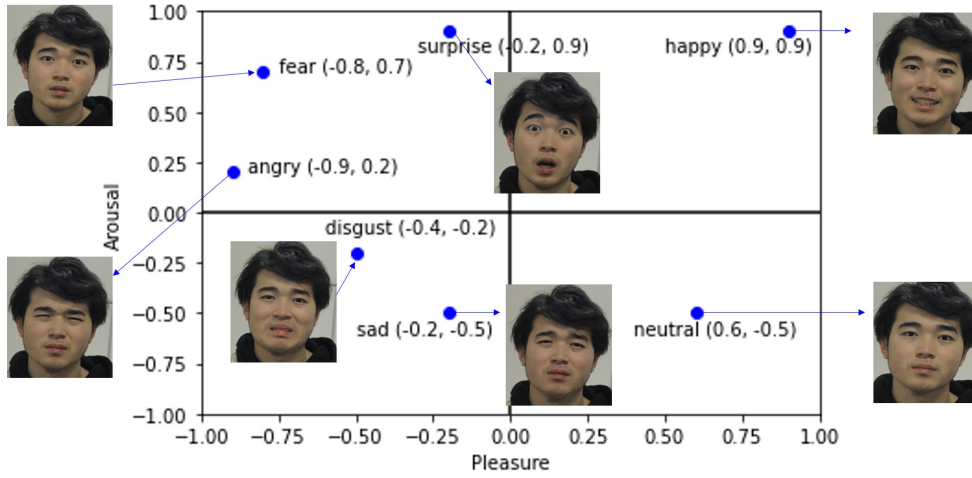 1.00
surprise (-0.2, 0.9)
happy (0.9, 0.9)
0.75
fear (-0.8, 0.7)
0.50
0.25
angry (-0.9, 0.2)
Arousal
0.00
disgust (-0.4, -0.2)
−0.25
−0.50
sad (-0.2, -0.5)
neutral (0.6, -0.5)
−0.75
−1.00
−1.00 −0.75 −0.50 −0.25 0.00 0.25 0.50 0.75 1.00
Pleasure